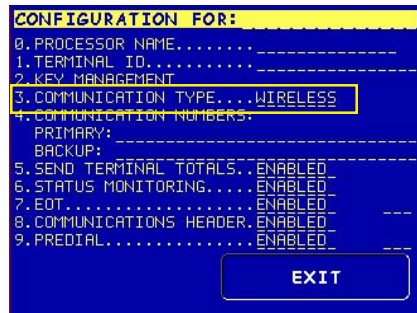 CONFIGURATION FOR:
0.PROCESSOR NAME........
1.TERMINAL ID...........
2.KEY MANAGEMENT
3.COMMUNICATION TYPE....WIRELESS
4.COMMUNICATION NUMBERS:
PRIMARY:
BACKUP:
5.SEND TERMINAL TOTALS..ENABLED
6.STATUS MONITORING.....ENABLED
7.EOT...................ENABLED
8.COMMUNICATIONS HEADER.ENABLED
9.PREDIAL...............ENABLED
EXIT